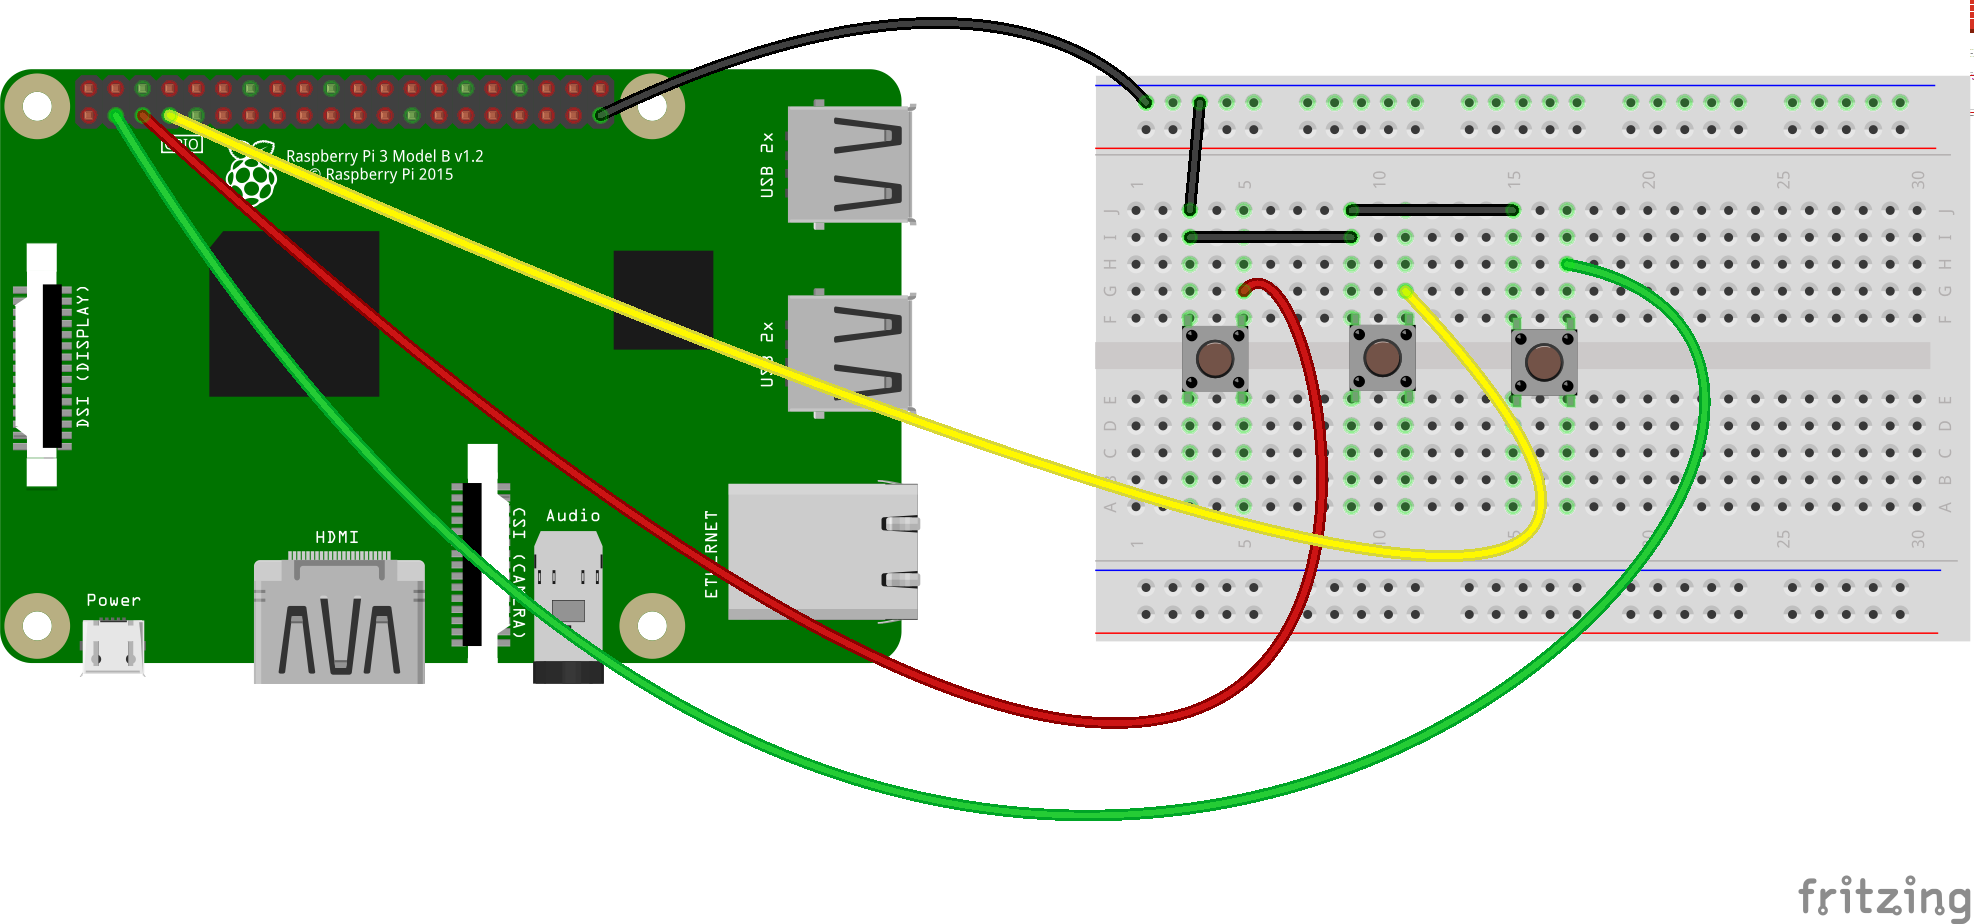 GPIO
Raspberry Pi 3 Model B v1.2
© Raspberry Pi 2015
USB 2x
USB 2x
DSI (DISPLAY)
HDMI
CSI (CAMERA)
Audio
ETHERNET
Power
1 5 10 15 20 25 30
J J
I I
H H
G G
F F
E E
D D
C C
B B
A A
1 5 10 15 25 30
fritzing